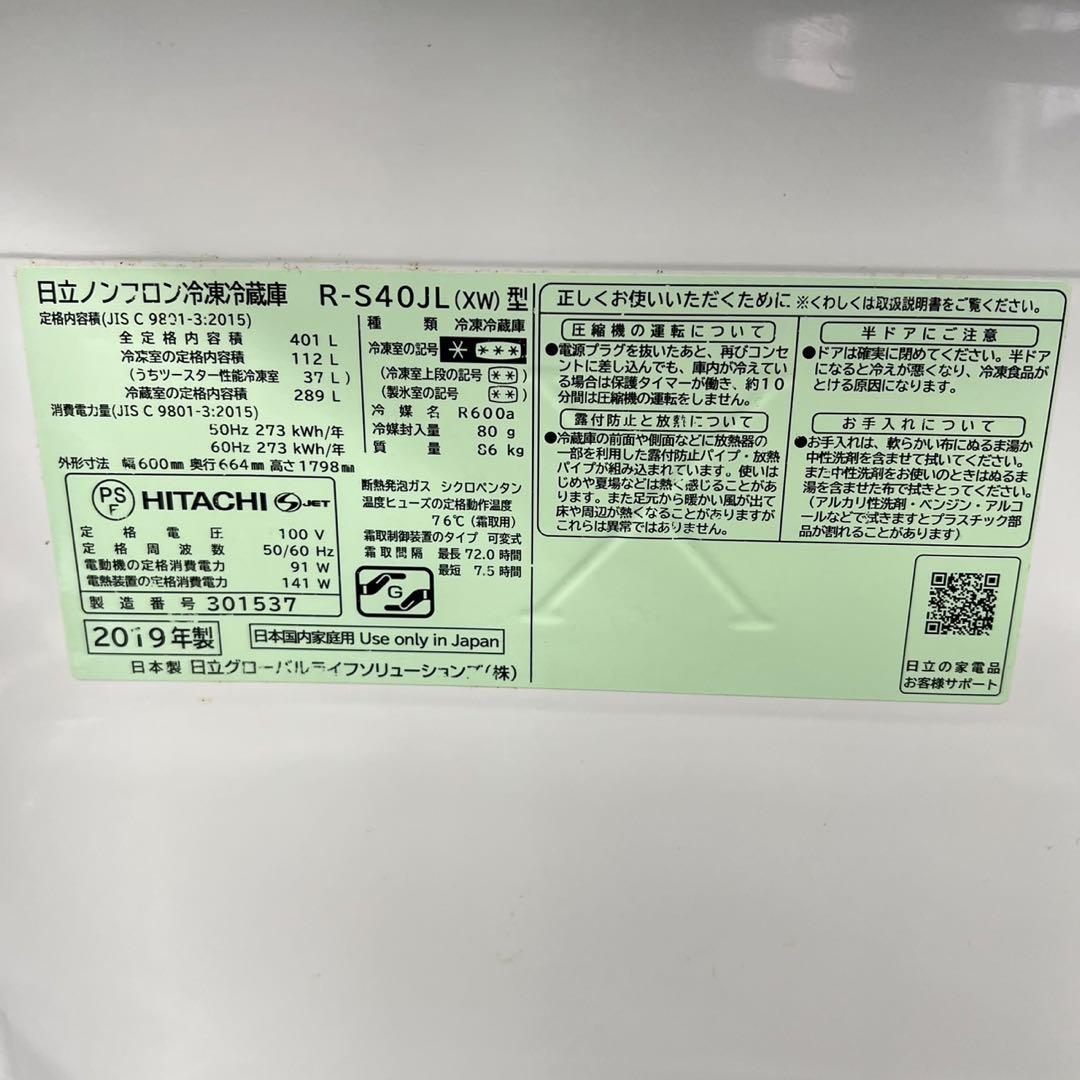 日立ノンフロン冷凍冷蔵庫 R-S40JL(XW)型
定格内容積(JIS C 9801-3:2015)
全定格内容積 401 L
冷凍室の定格内容積 112 L
(うちツースター性能冷凍室 37 L)
冷蔵室の定格内容積 289 L
消費電力量(JIS C 9801-3:2015)
50Hz 273 kWh/年
60Hz 273 kWh/年
外形寸法 幅600mm 奥行664mm 高さ1798mm
種類 冷凍冷蔵庫
冷凍室の記号 * ***
(冷凍室上段の記号 **)
(製氷室の記号 **)
冷媒名 R600a
冷媒封入量 80 g
質量 86 kg
PS
F
HITACHI JET
定格電圧 100 V
定格周波数 50/60 Hz
電動機の定格消費電力 91 W
電熱装置の定格消費電力 141 W
製造番号 301537
断熱発泡ガス シクロペンタン
温度ヒューズの定格動作温度
76℃(霜取用)
霜取制御装置のタイプ 可変式
霜取間隔 最長 72.0 時間
最短 7.5 時間
G
2019年製
日本国内家庭用 Use only in Japan
日本製 日立グローバルライフソリューションズ(株)
正しくお使いいただくために ※くわしくは取扱説明書をご覧ください。
圧縮機の運転について
●電源プラグを抜いたあと、再びコンセ
ントに差し込んでも、庫内が冷えてい
る場合は保護タイマーが働き、約10
分間は圧縮機の運転をしません。
露付防止と放熱について
●冷蔵庫の前面や側面などに放熱器の
一部を利用した露付防止パイプ・放熱
パイプが組み込まれています。使いは
じめや夏場などは熱く感じることがあ
ります。また足元から暖かい風が出て
床や周辺が熱くなることがありますが
これらは異常ではありません。
半ドアにご注意
●ドアは確実に閉めてください。半ドア
になると冷えが悪くなり、冷凍食品が
とける原因になります。
お手入れについて
●お手入れは、軟らかい布にぬるま湯か
中性洗剤を含ませて拭いてください。
また中性洗剤をお使いのときはぬるま
湯を含ませた布で拭きとってください。
(アルカリ性洗剤・ベンジン・アルコ
ールなどで拭きますとプラスチック部
品が割れることがあります)
日立の家電品
お客様サポート